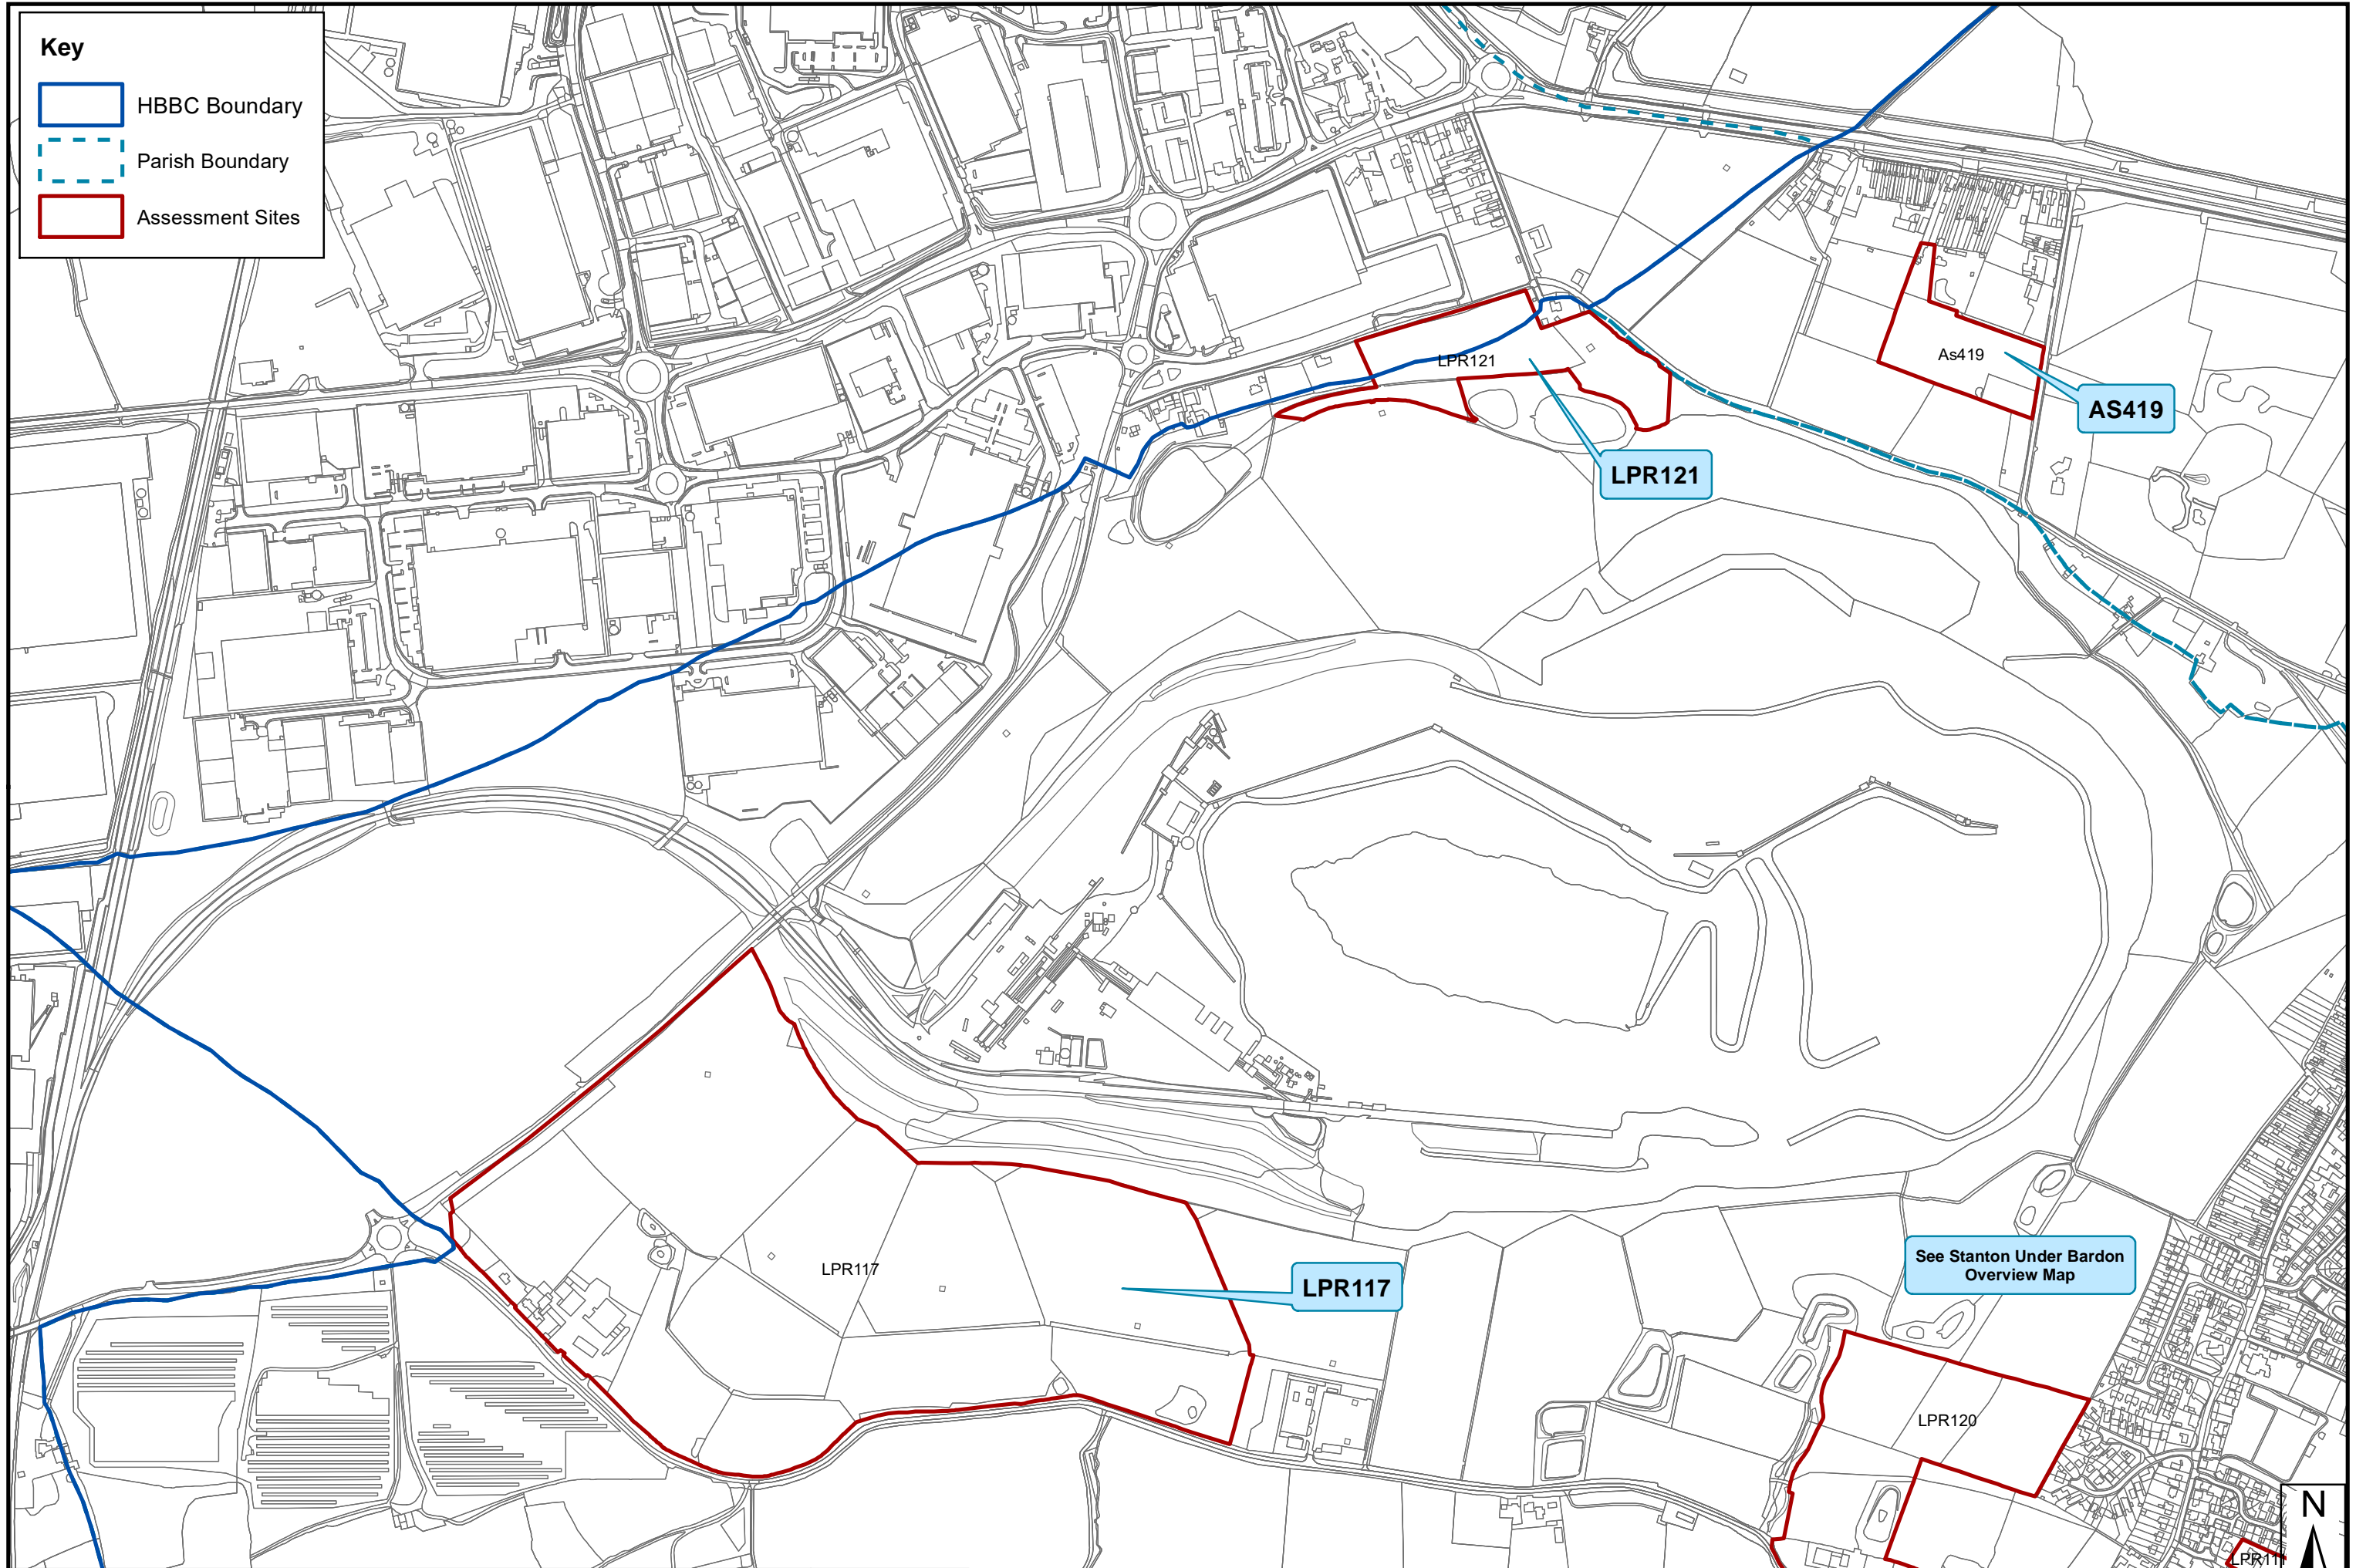 Key
HBBC Boundary
Parish Boundary
Assessment Sites
LPR121
As419
AS419
LPR121
LPR117
LPR117
See Stanton Under Bardon
Overview Map
LPR120
N